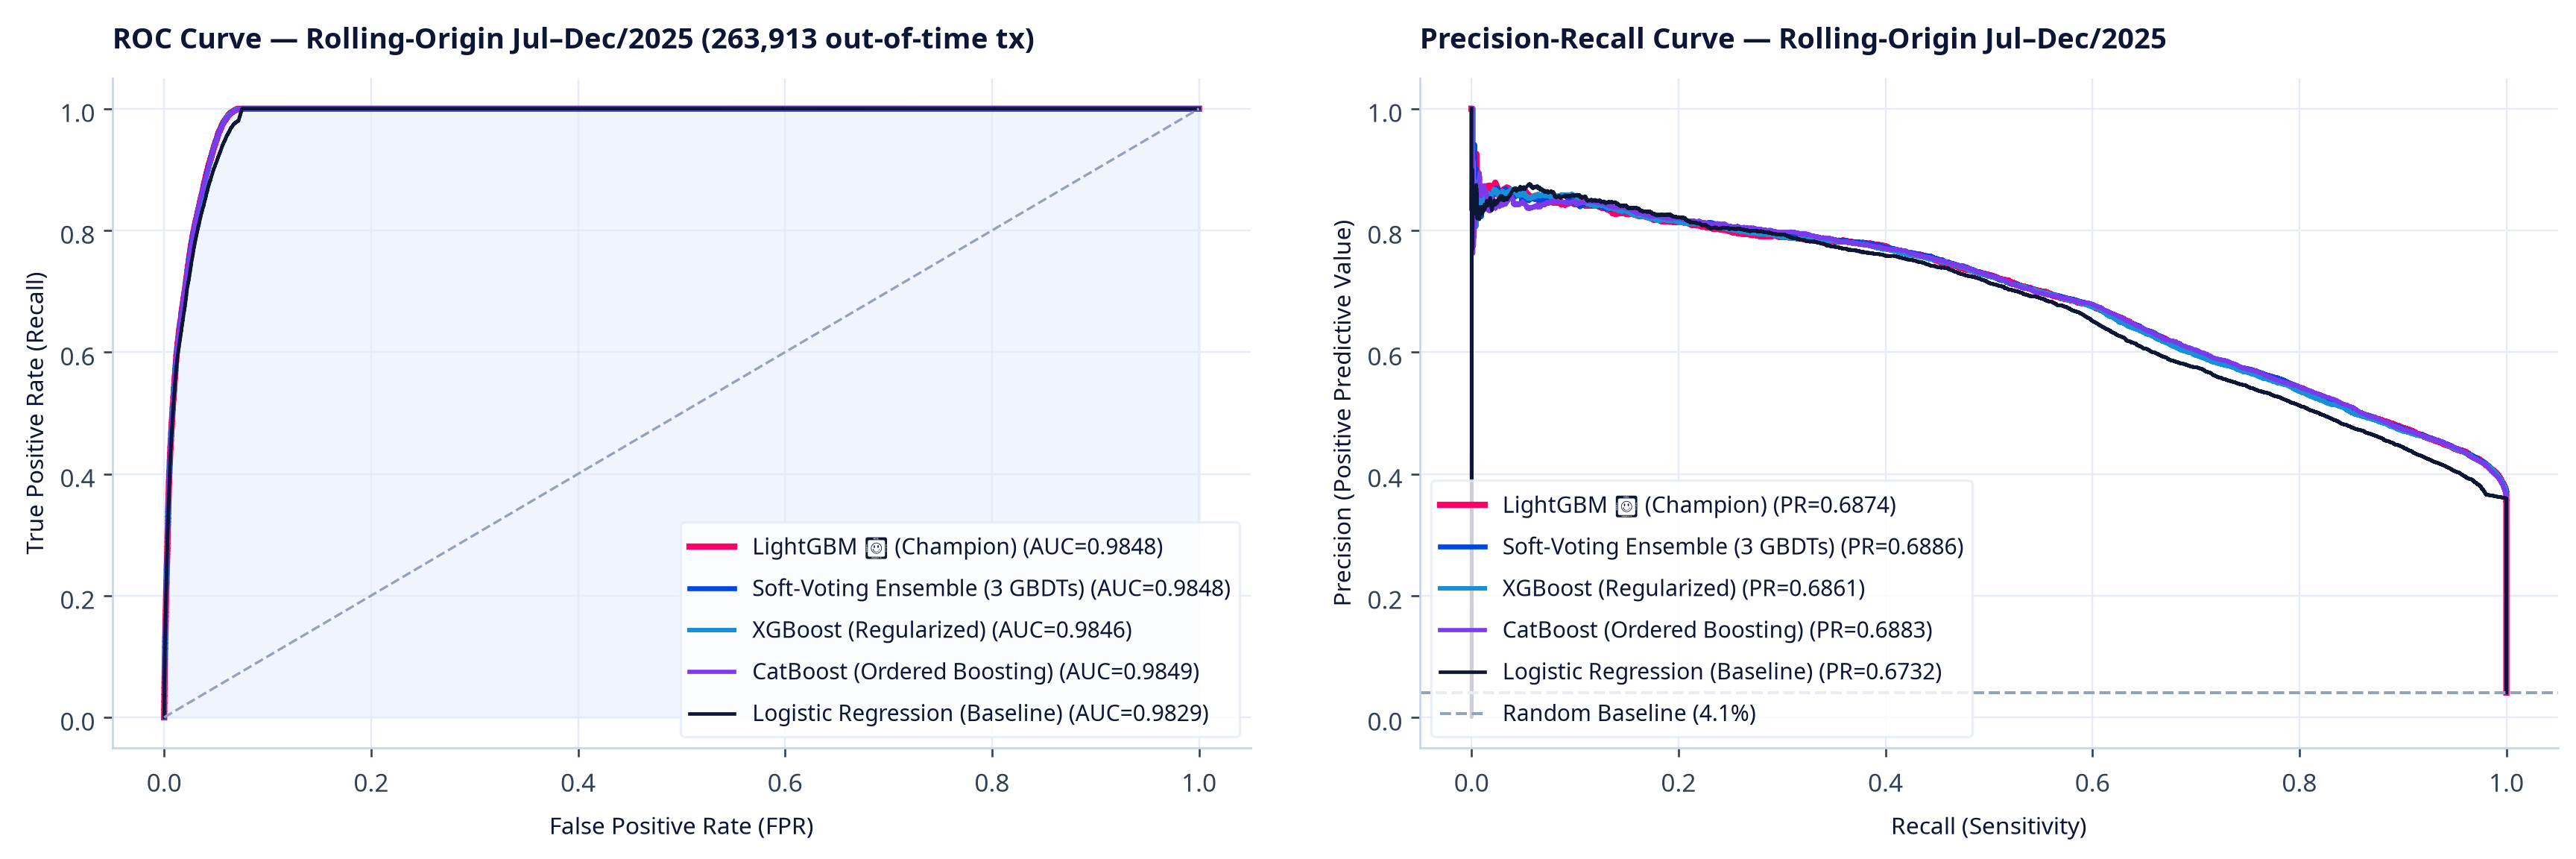 ROC Curve — Rolling-Origin Jul–Dec/2025 (263,913 out-of-time tx)
True Positive Rate (Recall)
1.0
0.8
0.6
0.4
0.2
0.0
LightGBM (Champion) (AUC=0.9848)
Soft-Voting Ensemble (3 GBDTs) (AUC=0.9848)
XGBoost (Regularized) (AUC=0.9846)
CatBoost (Ordered Boosting) (AUC=0.9849)
Logistic Regression (Baseline) (AUC=0.9829)
0.0 0.2 0.4 0.6 0.8 1.0
False Positive Rate (FPR)
Precision-Recall Curve — Rolling-Origin Jul–Dec/2025
Precision (Positive Predictive Value)
1.0
0.8
0.6
0.4
0.2
0.0
LightGBM (Champion) (PR=0.6874)
Soft-Voting Ensemble (3 GBDTs) (PR=0.6886)
XGBoost (Regularized) (PR=0.6861)
CatBoost (Ordered Boosting) (PR=0.6883)
Logistic Regression (Baseline) (PR=0.6732)
Random Baseline (4.1%)
0.0 0.2 0.4 0.6 0.8 1.0
Recall (Sensitivity)